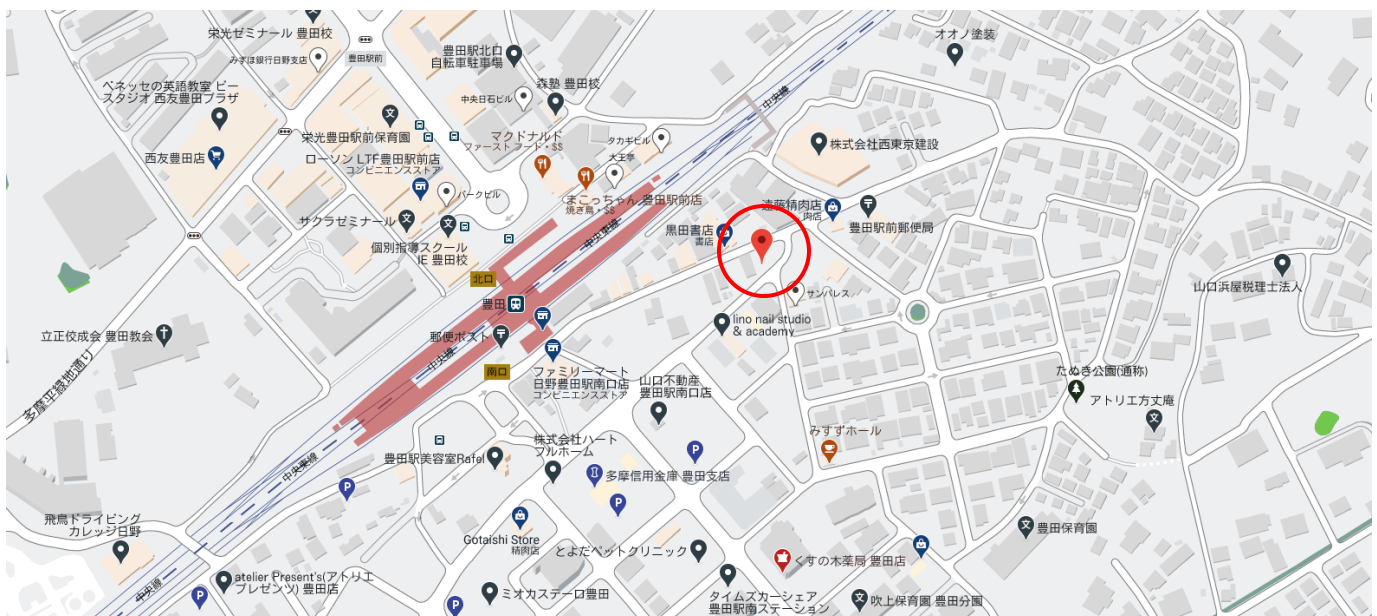 栄光ゼミナール 豊田校
みずほ銀行日野支店
豊田駅前
豊田駅北口
自転車駐車場
オオノ塗装
ベネッセの英語教室 ビー
スタジオ 西友豊田プラザ
中央日石ビル
森塾 豊田校
中央東線
栄光豊田駅前保育園
マクドナルド
ファースト フード・$$
タカギビル
大王亭
株式会社西東京建設
西友豊田店
ローソン LTF豊田駅前店
コンビニエンスストア
パークビル
まこっちゃん 豊田駅前店
焼き鳥・$$
遠藤精肉店
肉店
サクラゼミナール
中央東線
黒田書店
書店
豊田駅前郵便局
個別指導スクール
IE 豊田校
北口
豊田
サンパレス
山口浜屋税理士法人
立正佼成会 豊田教会
郵便ポスト
lino nail studio
& academy
中央東線
多摩平緑地通り
南口
ファミリーマート
日野豊田駅南口店
コンビニエンスストア
山口不動産
豊田駅南口店
たぬき公園(通称)
アトリエ方丈庵
みすずホール
株式会社ハート
フルホーム
豊田駅美容室Rafel
中央東線
多摩信用金庫 豊田支店
P
P
P
飛鳥ドライビング
カレッジ日野
Gotaishi Store
精肉店
とよだペットクリニック
豊田保育園
くすの木薬局 豊田店
atelier Present's(アトリエ
プレゼンツ) 豊田店
中央東線
P
P
ミオカステーロ豊田
タイムズカーシェア
豊田駅南ステーション
吹上保育園 豊田分園